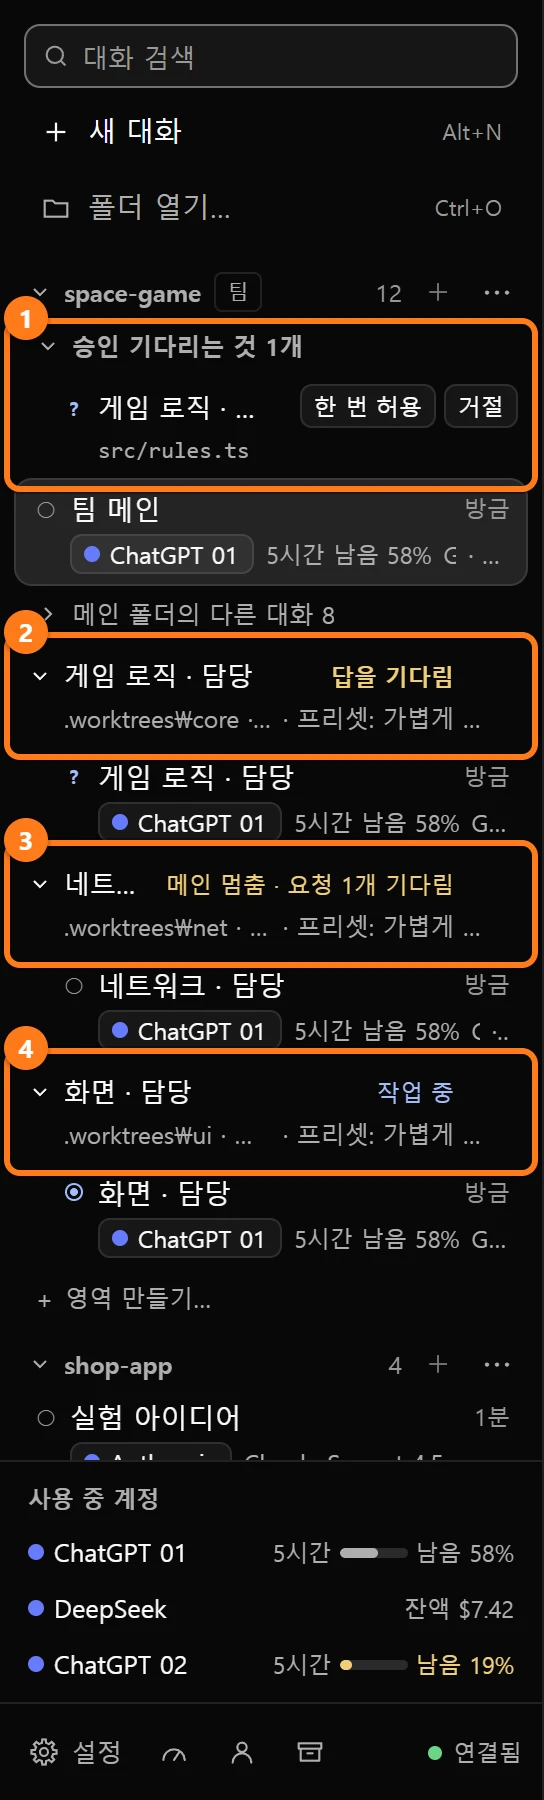 대화 검색
새 대화 Alt+N
폴더 열기... Ctrl+O
space-game 팀 12
1
승인 기다리는 것 1개
? 게임 로직 · ... 한 번 허용 거절
src/rules.ts
팀 메인 방금
ChatGPT 01 5시간 남음 58% G · ...
메인 폴더의 다른 대화 8
2
게임 로직 · 담당 답을 기다림
.worktrees₩core ·... · 프리셋: 가볍게 ...
? 게임 로직 · 담당 방금
ChatGPT 01 5시간 남음 58% G...
3
네트... 메인 멈춤 · 요청 1개 기다림
.worktrees₩net · ... · 프리셋: 가볍게 ...
네트워크 · 담당 방금
ChatGPT 01 5시간 남음 58% ·..
4
화면 · 담당 작업 중
.worktrees₩ui · ... · 프리셋: 가볍게 ...
화면 · 담당 방금
ChatGPT 01 5시간 남음 58% G...
+ 영역 만들기...
shop-app 4
실험 아이디어 1분
사용 중 계정
ChatGPT 01 5시간 남음 58%
DeepSeek 잔액 $7.42
ChatGPT 02 5시간 남음 19%
설정 연결됨